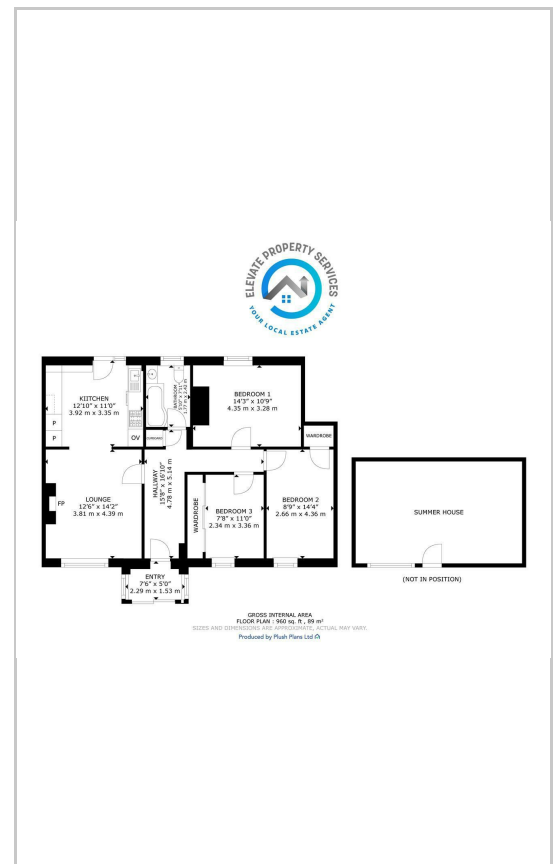 ELEVATE PROPERTY SERVICES
YOUR LOCAL ESTATE AGENT
KITCHEN
12'10" x 11'0"
3.92 m x 3.35 m
P
P
OV
BATHROOM
BEDROOM 1
14'3" x 10'9"
4.35 m x 3.28 m
WARDROBE
CUPBOARD
LOUNGE
12'6" x 14'2"
3.81 m x 4.39 m
FP
HALLWAY
15'8" x 16'10"
4.78 m x 5.14 m
WARDROBE
BEDROOM 3
7'8" x 11'0"
2.34 m x 3.36 m
BEDROOM 2
8'9" x 14'4"
2.66 m x 4.36 m
ENTRY
7'6" x 5'0"
2.29 m x 1.53 m
SUMMER HOUSE
(NOT IN POSITION)
GROSS INTERNAL AREA
FLOOR PLAN : 960 sq. ft , 89 m²
SIZES AND DIMENSIONS ARE APPROXIMATE, ACTUAL MAY VARY.
Produced by Plush Plans Ltd